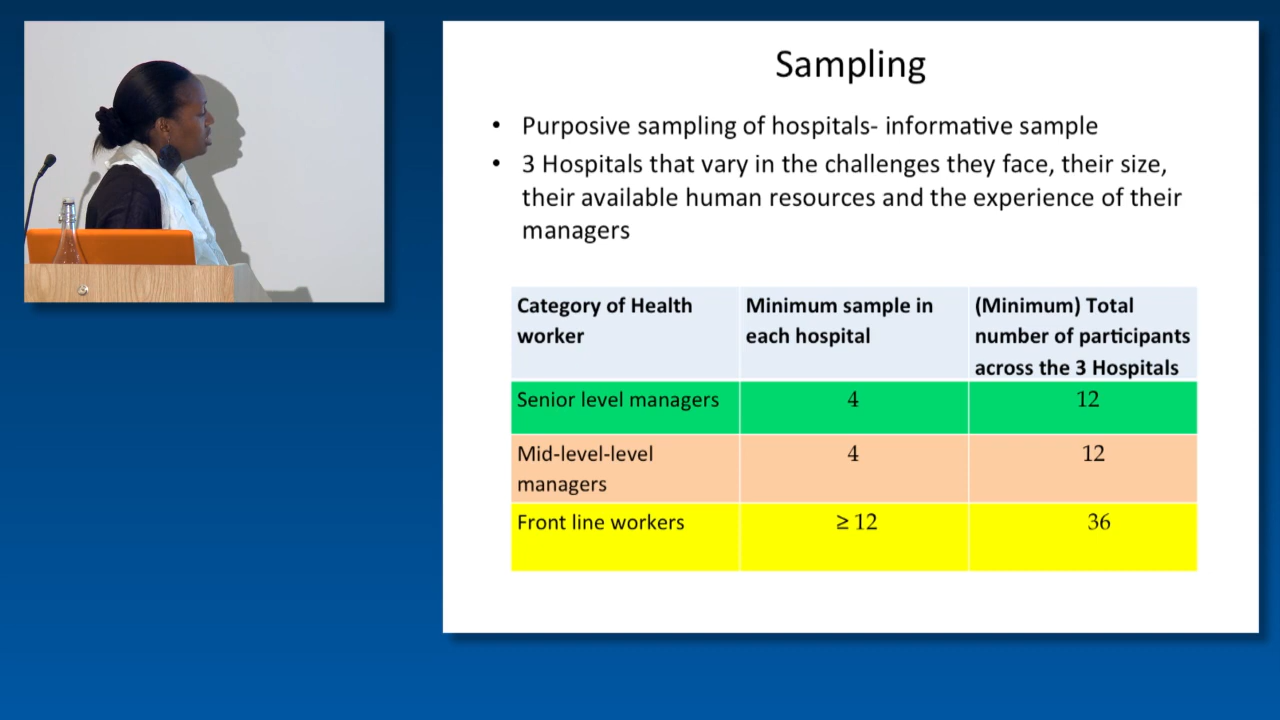 Sampling
• Purposive sampling of hospitals- informative sample
• 3 Hospitals that vary in the challenges they face, their size,
their available human resources and the experience of their
managers
Category of Health
worker
Minimum sample in
each hospital
(Minimum) Total
number of participants
across the 3 Hospitals
Senior level managers
4
12
Mid-level-level
managers
4
12
Front line workers
≥ 12
36